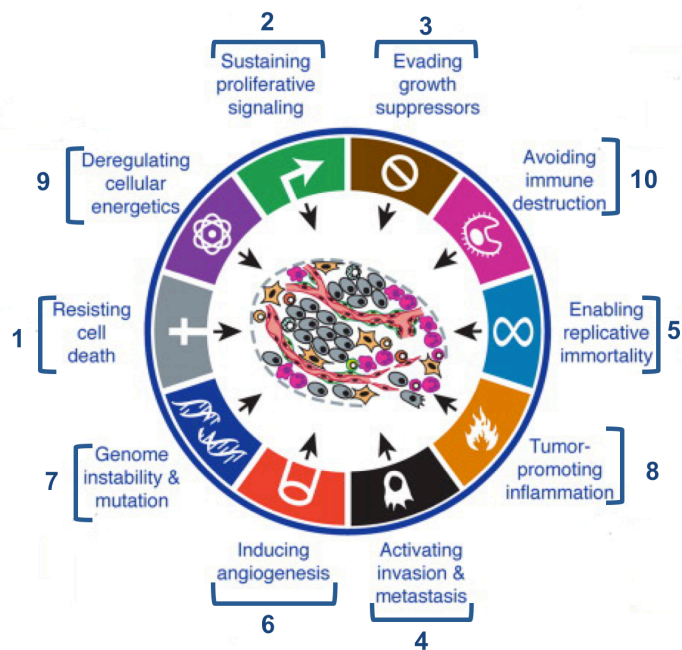 2
Sustaining
proliferative
signaling
3
Evading
growth
suppressors
9
Deregulating
cellular
energetics
Avoiding
immune
destruction
10
1
Resisting
cell
death
Enabling
replicative
immortality
5
7
Genome
instability &
mutation
Tumor-
promoting
inflammation
8
Inducing
angiogenesis
6
Activating
invasion &
metastasis
4